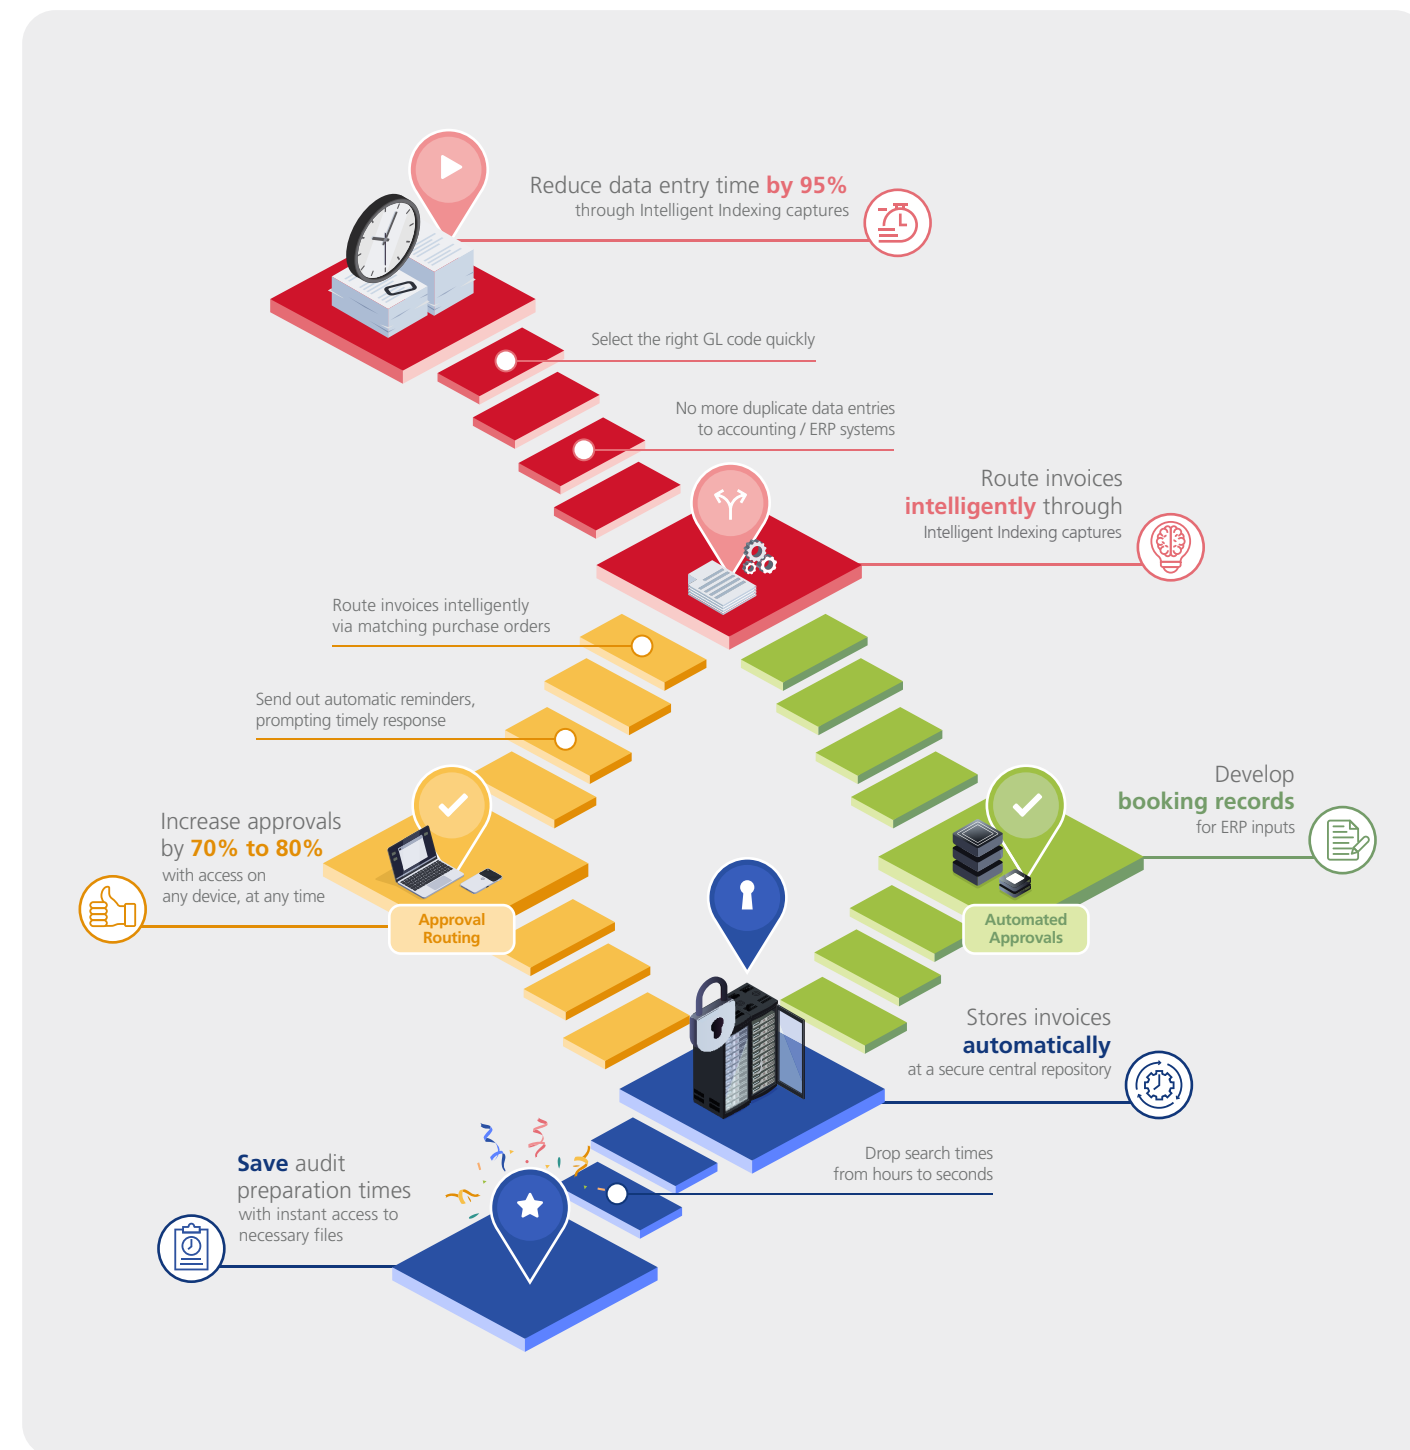 Reduce data entry time by 95%
through Intelligent Indexing captures
Select the right GL code quickly
No more duplicate data entries
to accounting / ERP systems
Route invoices
intelligently through
Intelligent Indexing captures
Route invoices intelligently
via matching purchase orders
Send out automatic reminders,
prompting timely response
Increase approvals
by 70% to 80%
with access on
any device, at any time
Approval
Routing
Develop
booking records
for ERP inputs
Automated
Approvals
Stores invoices
automatically
at a secure central repository
Drop search times
from hours to seconds
Save audit
preparation times
with instant access to
necessary files